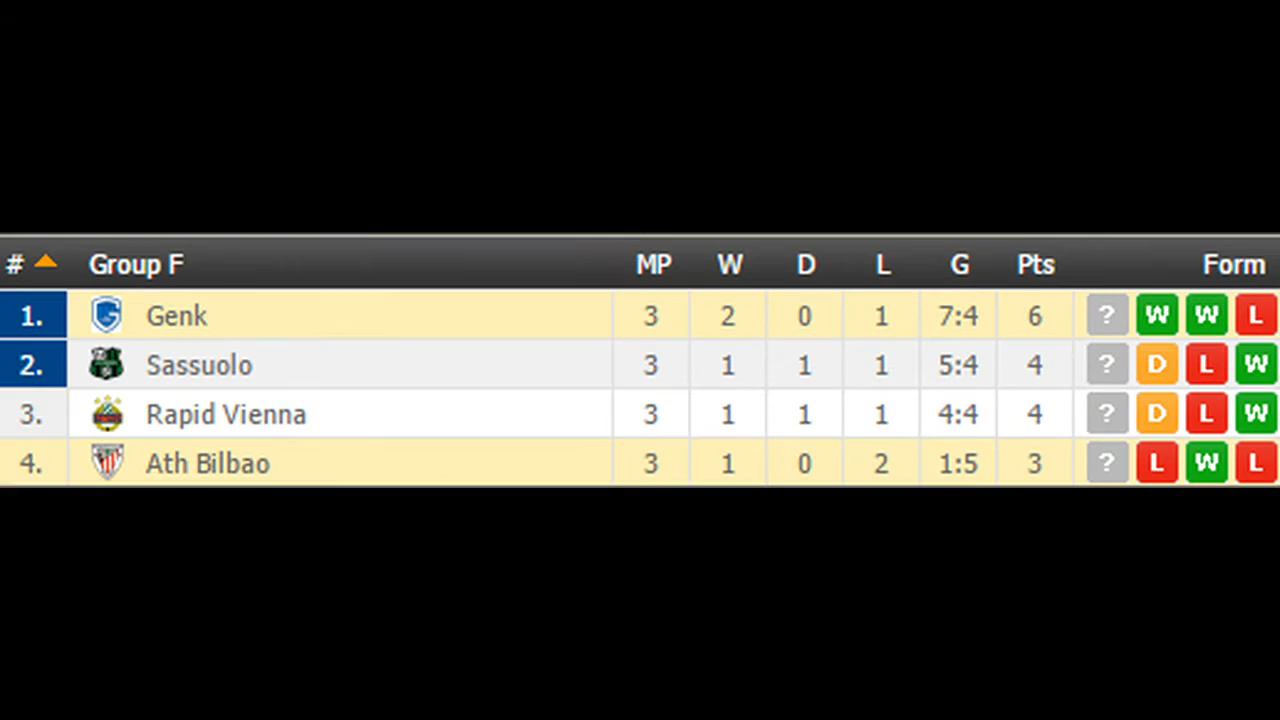 # Group F MP W D L G Pts Form
1. Genk 3 2 0 1 7:4 6 ? W W L
2. Sassuolo 3 1 1 1 5:4 4 ? D L W
3. Rapid Vienna 3 1 1 1 4:4 4 ? D L W
4. Ath Bilbao 3 1 0 2 1:5 3 ? L W L